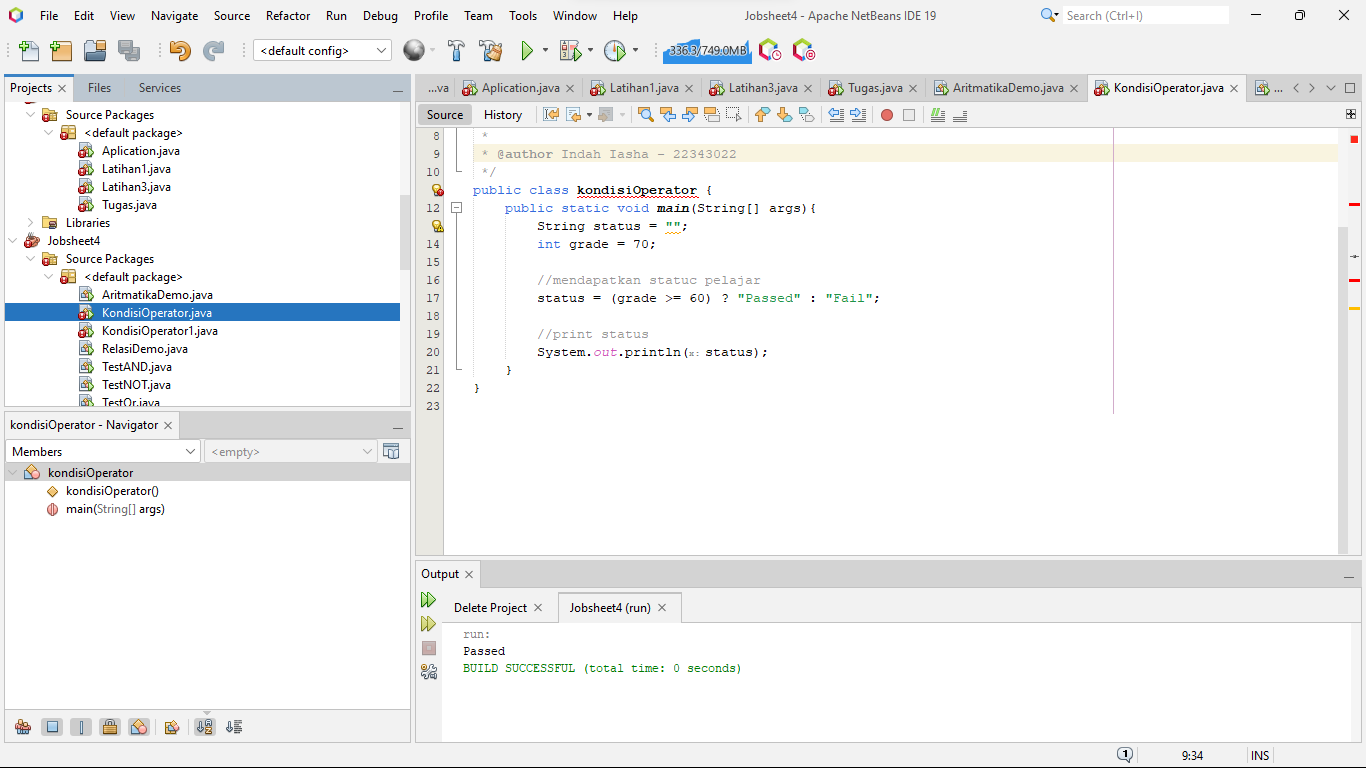 File Edit View Navigate Source Refactor Run Debug Profile Team Tools Window Help Jobsheet4 - Apache NetBeans IDE 19 Search (Ctrl+I)
<default config> 336.3/749.0MB
Projects Files Services
Source Packages
<default package>
Aplication.java
Latihan1.java
Latihan3.java
Tugas.java
Libraries
Jobsheet4
Source Packages
<default package>
AritmatikaDemo.java
KondisiOperator.java
KondisiOperator1.java
RelasiDemo.java
TestAND.java
TestNOT.java
TestOr.java
kondisiOperator - Navigator
Members <empty>
kondisiOperator
kondisiOperator()
main(String[] args)
...va Aplication.java Latihan1.java Latihan3.java Tugas.java AritmatikaDemo.java KondisiOperator.java ...
Source History
8 *
9 * @author Indah Iasha - 22343022
10 */
public class kondisiOperator {
12 public static void main(String[] args){
String status = "";
14 int grade = 70;
15
16 //mendapatkan statuc pelajar
17 status = (grade >= 60) ? "Passed" : "Fail";
18
19 //print status
20 System.out.println(x: status);
21 }
22 }
23
Output
Delete Project Jobsheet4 (run)
run:
Passed
BUILD SUCCESSFUL (total time: 0 seconds)
1 9:34 INS